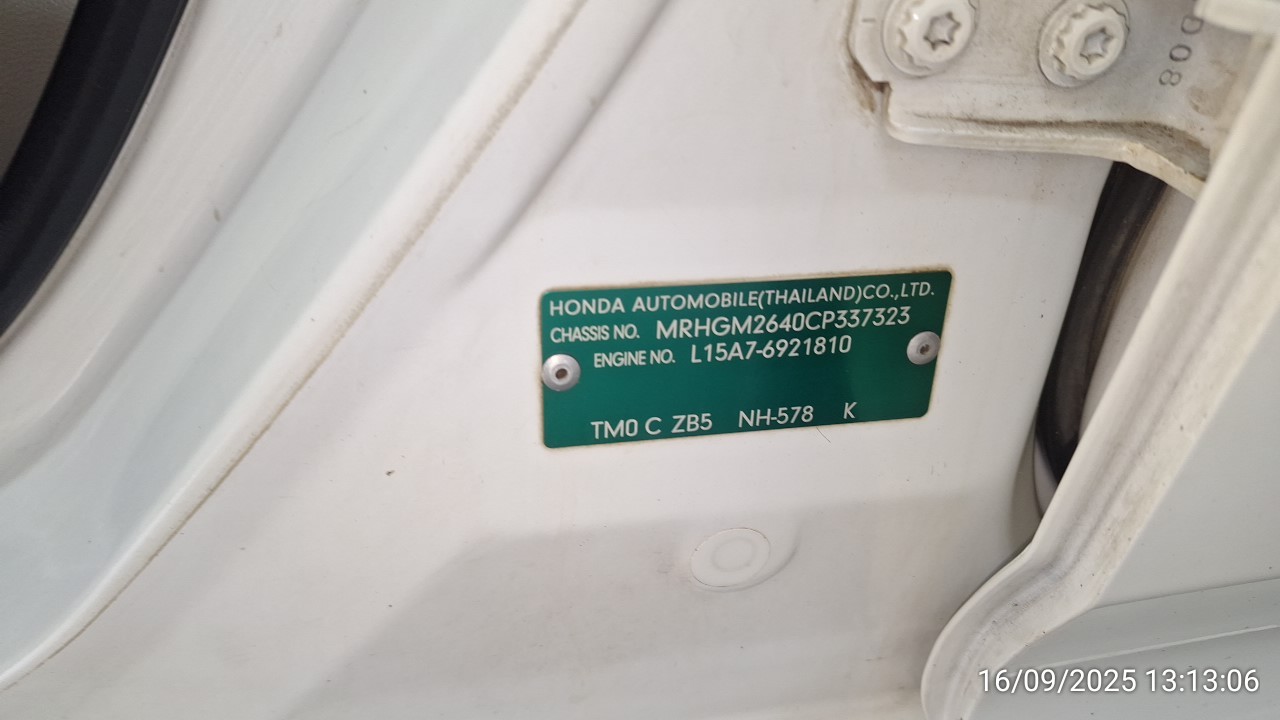 D08
HONDA AUTOMOBILE(THAILAND)CO.,LTD.
CHASSIS NO. MRHGM2640CP337323
ENGINE NO. L15A7-6921810
TM0 C ZB5 NH-578 K
16/09/2025 13:13:06